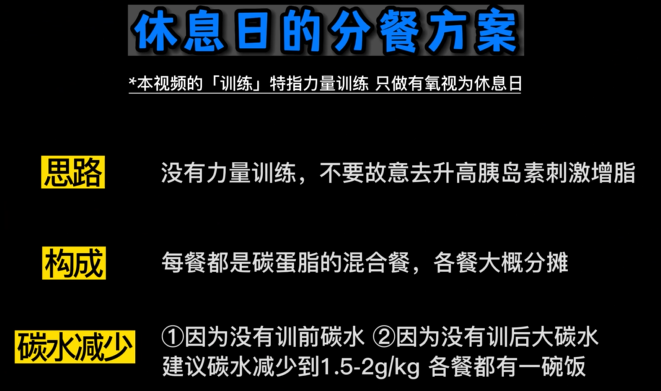 休息日的分餐方案
*本视频的「训练」特指力量训练 只做有氧视为休息日
思路
没有力量训练，不要故意去升高胰岛素刺激增脂
构成
每餐都是碳蛋脂的混合餐，各餐大概分摊
碳水减少
①因为没有训前碳水 ②因为没有训后大碳水
建议碳水减少到1.5-2g/kg 各餐都有一碗饭